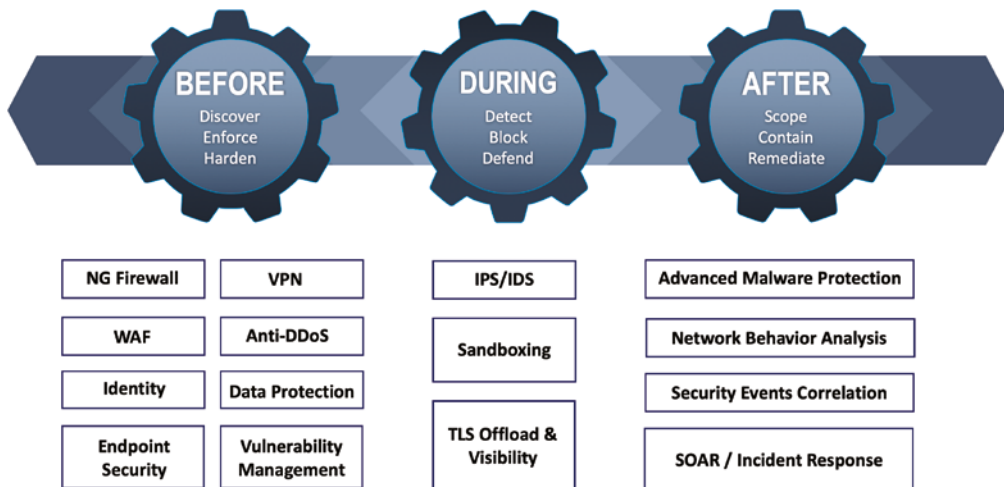 BEFORE
Discover
Enforce
Harden
DURING
Detect
Block
Defend
AFTER
Scope
Contain
Remediate
NG Firewall
VPN
WAF
Anti-DDoS
Identity
Data Protection
Endpoint
Security
Vulnerability
Management
IPS/IDS
Sandboxing
TLS Offload &
Visibility
Advanced Malware Protection
Network Behavior Analysis
Security Events Correlation
SOAR / Incident Response